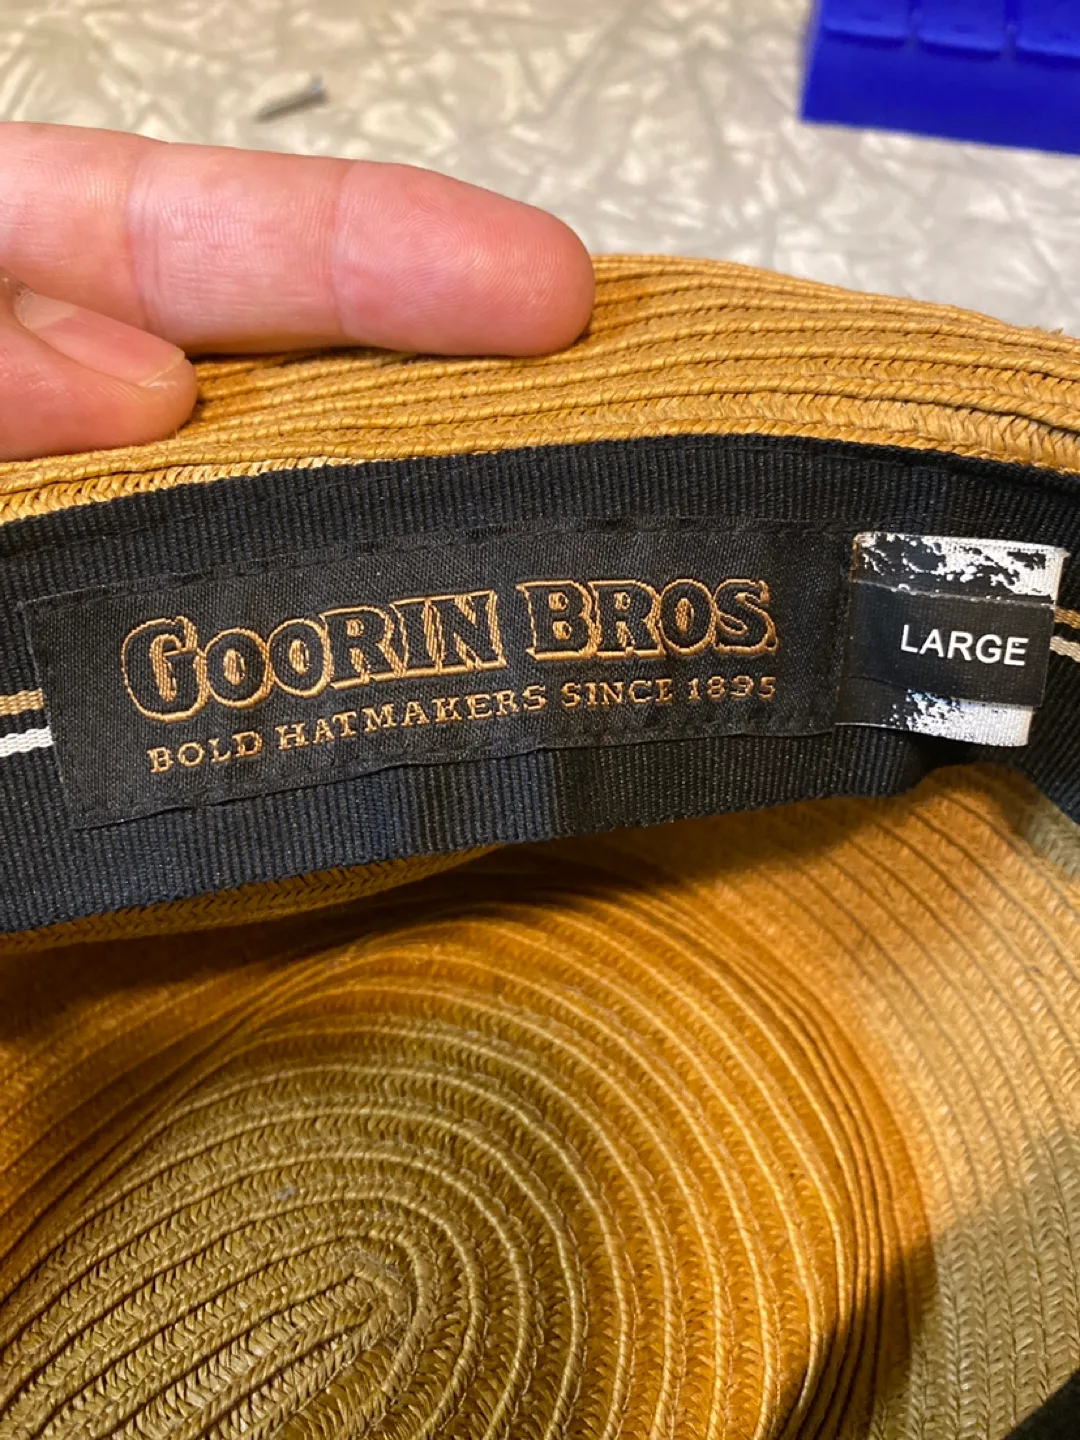 GOORIN BROS.
BOLD HATMAKERS SINCE 1895
LARGE